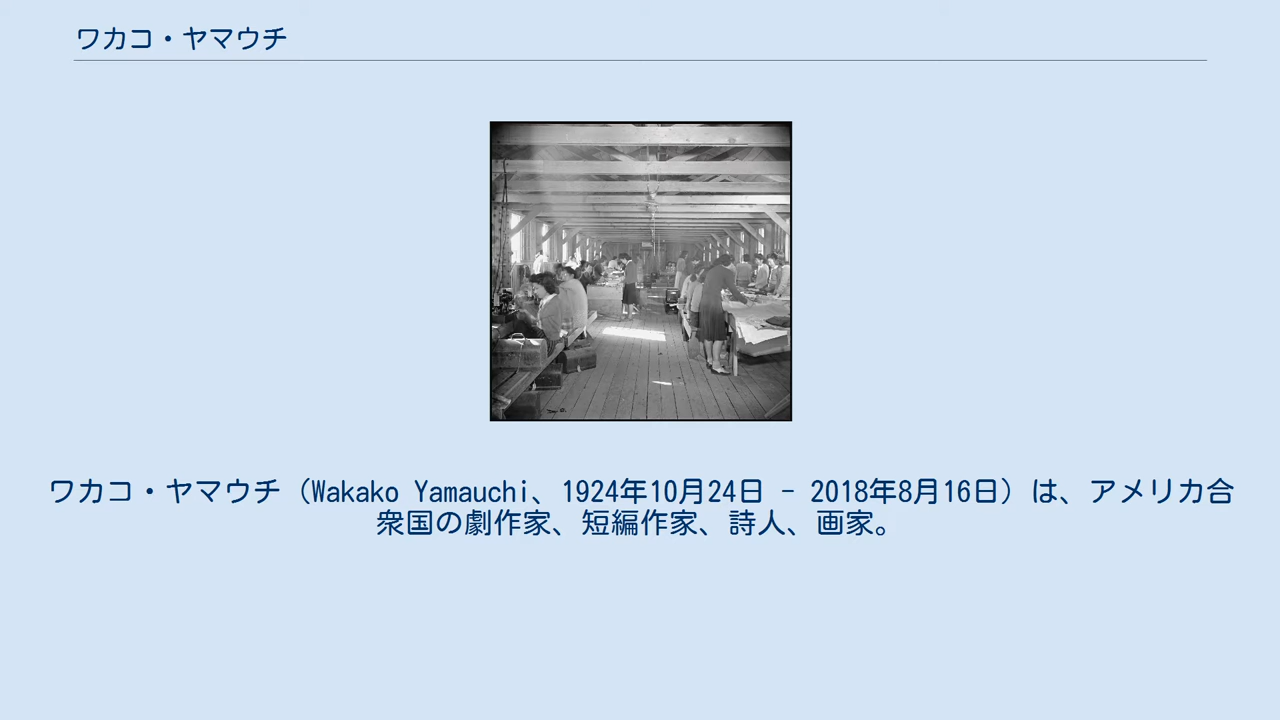 ワカコ・ヤマウチ
ワカコ・ヤマウチ（Wakako Yamauchi、1924年10月24日 - 2018年8月16日）は、アメリカ合
衆国の劇作家、短編作家、詩人、画家。